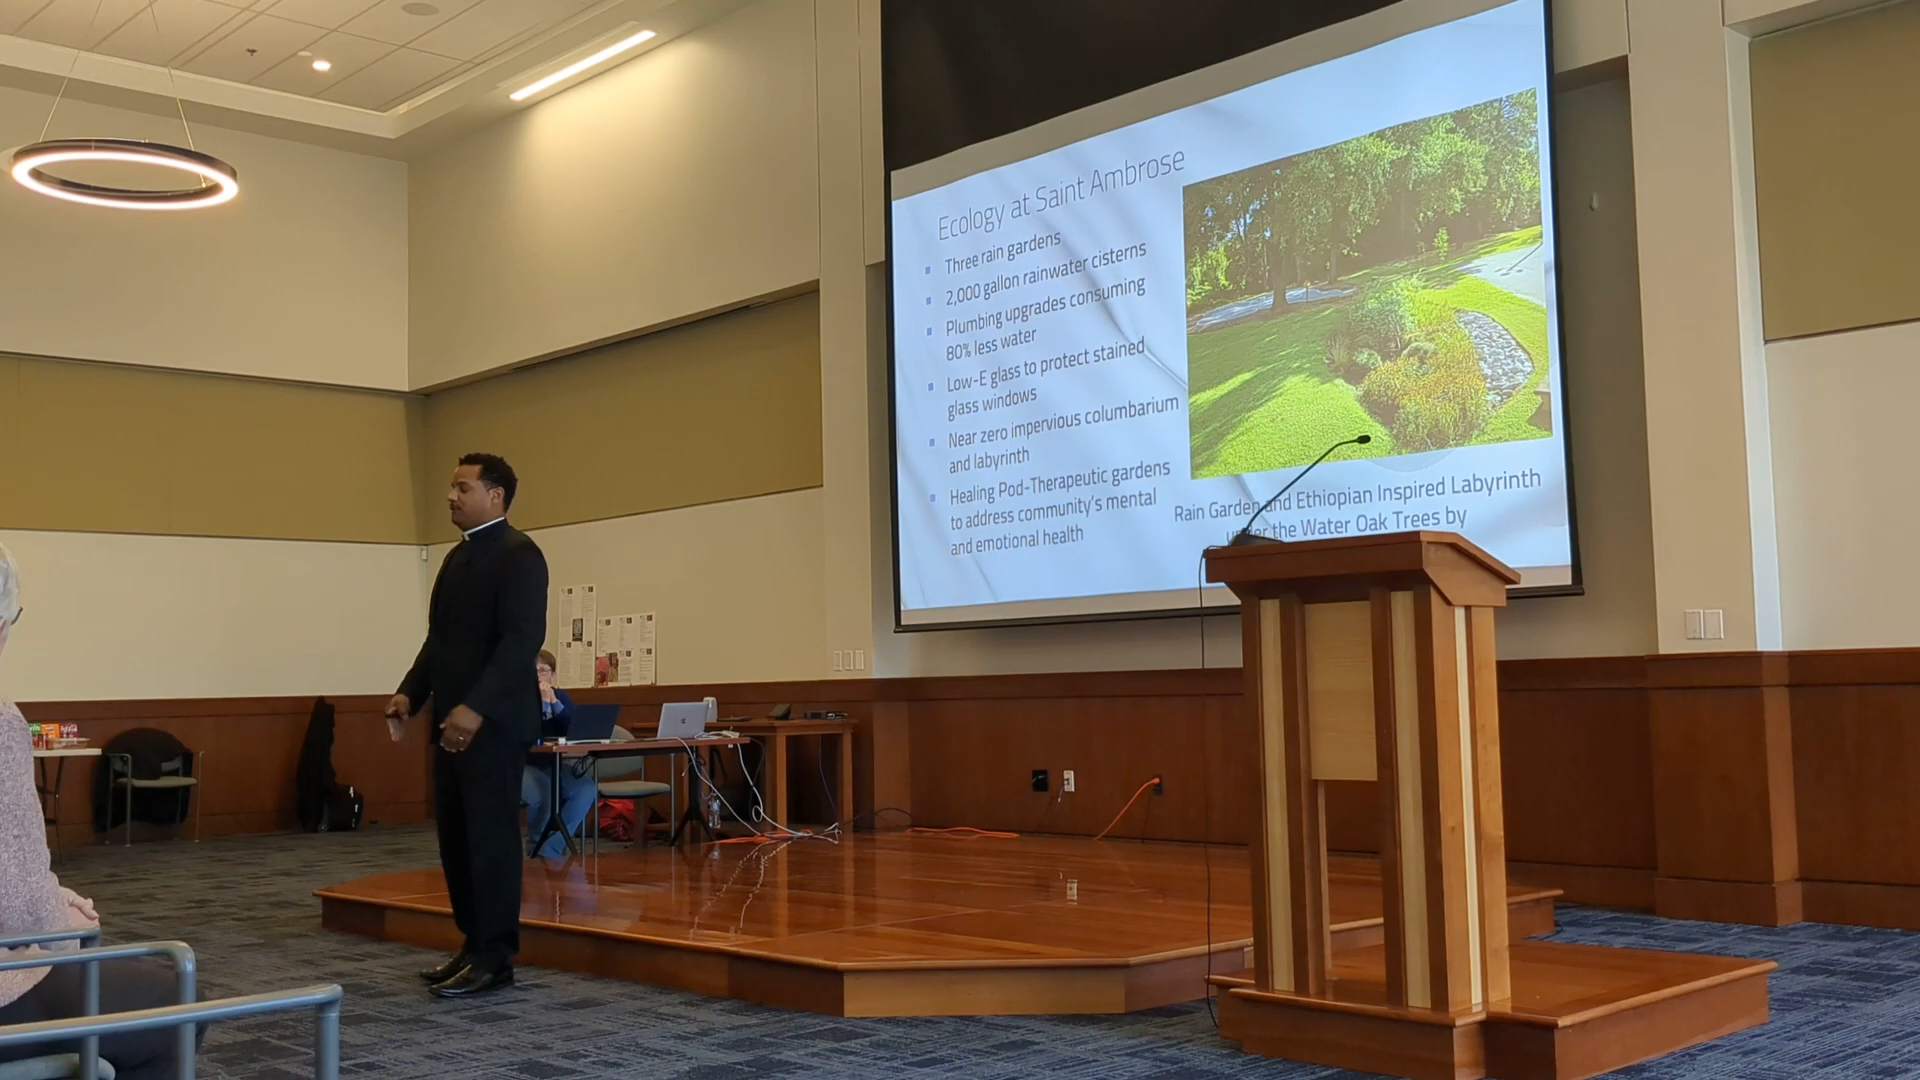 Ecology at Saint Ambrose
Three rain gardens
2,000 gallon rainwater cisterns
Plumbing upgrades consuming
80% less water
Low-E glass to protect stained
glass windows
Near zero impervious columbarium
and labyrinth
Healing Pod-Therapeutic gardens
to address community's mental
and emotional health
Rain Garden and Ethiopian Inspired Labyrinth
under the Water Oak Trees by